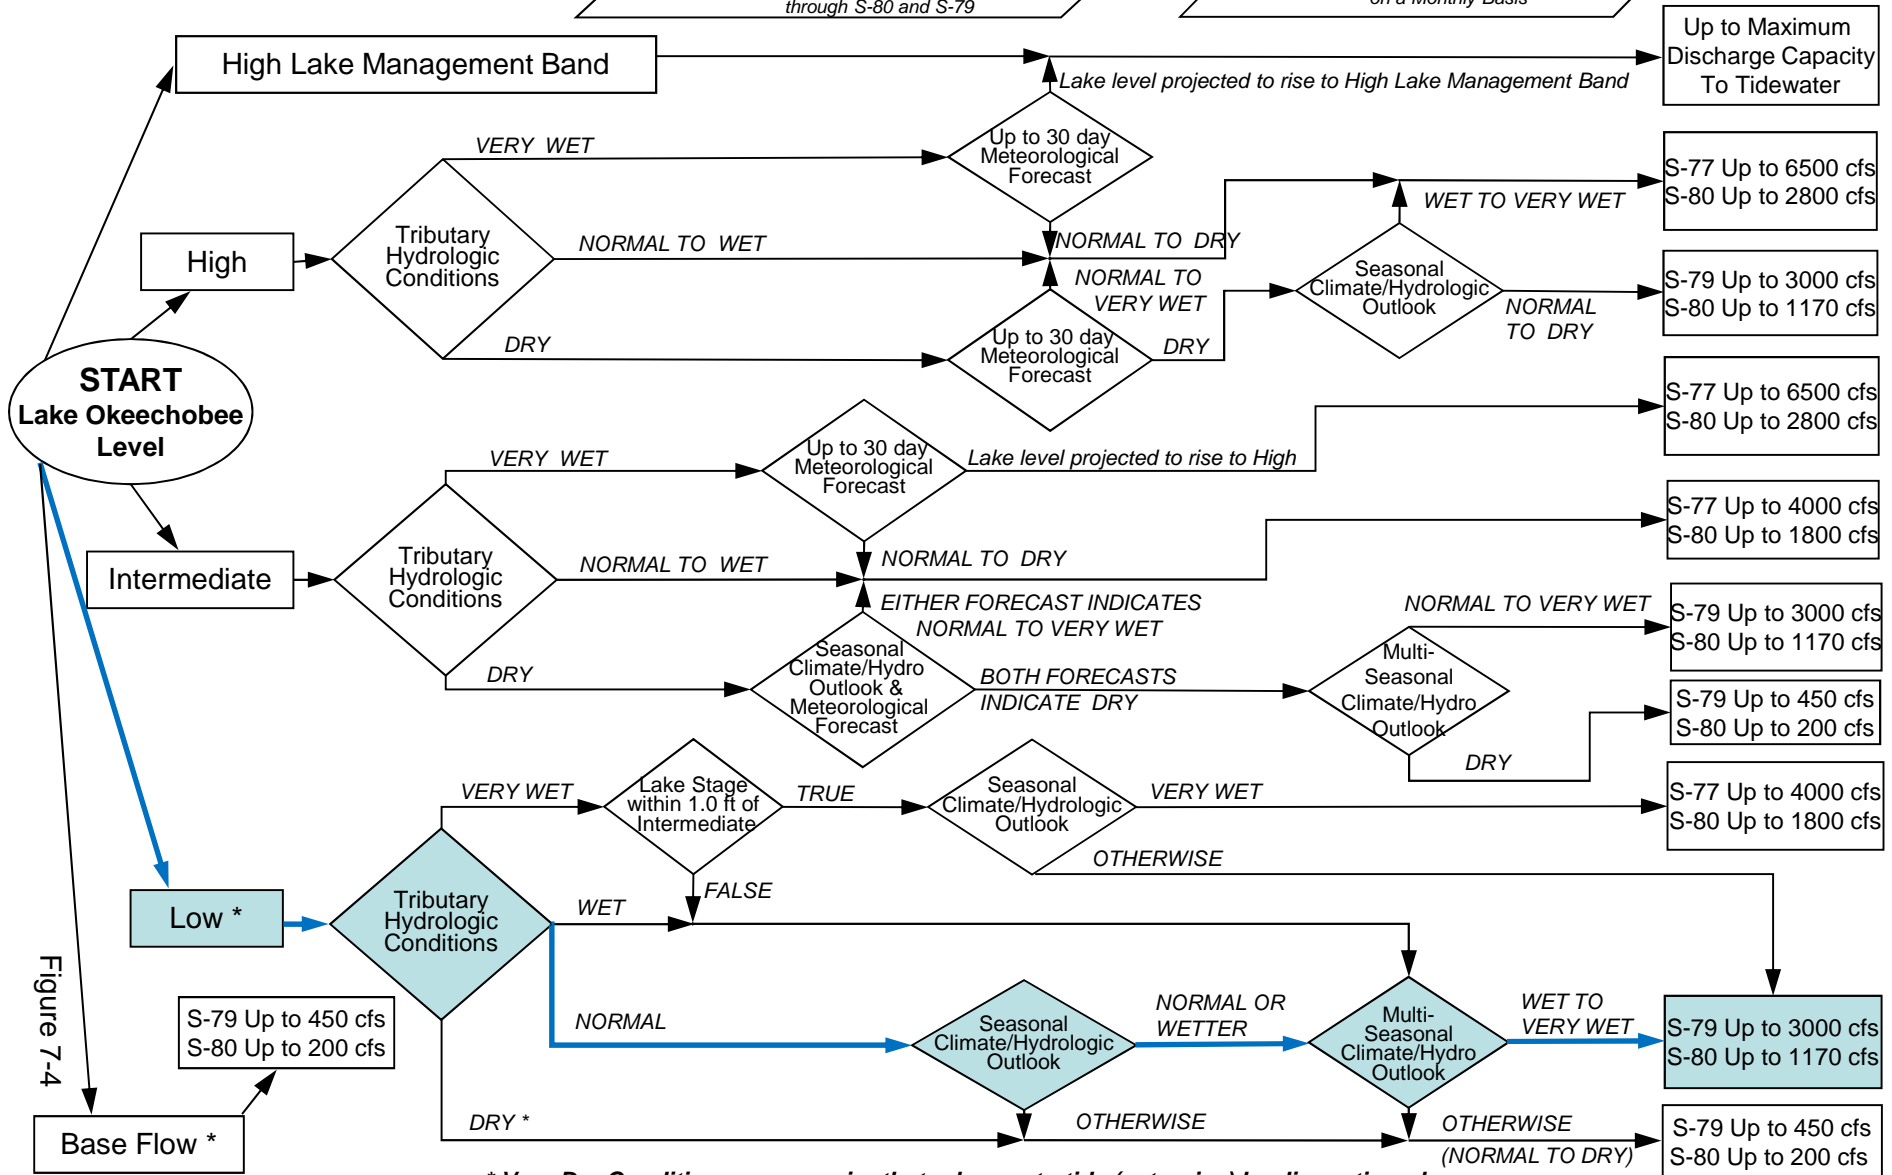 through S-80 and S-79
on a Monthly Basis
High Lake Management Band
Lake level projected to rise to High Lake Management Band
Up to Maximum
Discharge Capacity
To Tidewater
VERY WET
Up to 30 day
Meteorological
Forecast
S-77 Up to 6500 cfs
S-80 Up to 2800 cfs
WET TO VERY WET
High
Tributary
Hydrologic
Conditions
NORMAL TO WET
NORMAL TO DRY
NORMAL TO
VERY WET
Seasonal
Climate/Hydrologic
Outlook
NORMAL
TO DRY
S-79 Up to 3000 cfs
S-80 Up to 1170 cfs
DRY
Up to 30 day
Meteorological
Forecast
DRY
START
Lake Okeechobee
Level
S-77 Up to 6500 cfs
S-80 Up to 2800 cfs
VERY WET
Up to 30 day
Meteorological
Forecast
Lake level projected to rise to High
S-77 Up to 4000 cfs
S-80 Up to 1800 cfs
Intermediate
Tributary
Hydrologic
Conditions
NORMAL TO WET
NORMAL TO DRY
EITHER FORECAST INDICATES
NORMAL TO VERY WET
NORMAL TO VERY WET
S-79 Up to 3000 cfs
S-80 Up to 1170 cfs
DRY
Seasonal
Climate/Hydro
Outlook &
Meteorological
Forecast
BOTH FORECASTS
INDICATE DRY
Multi-
Seasonal
Climate/Hydro
Outlook
DRY
S-79 Up to 450 cfs
S-80 Up to 200 cfs
VERY WET
Lake Stage
within 1.0 ft of
Intermediate
TRUE
Seasonal
Climate/Hydrologic
Outlook
VERY WET
S-77 Up to 4000 cfs
S-80 Up to 1800 cfs
OTHERWISE
FALSE
Low *
Tributary
Hydrologic
Conditions
WET
NORMAL
Seasonal
Climate/Hydrologic
Outlook
NORMAL OR
WETTER
Multi-
Seasonal
Climate/Hydro
Outlook
WET TO
VERY WET
S-79 Up to 3000 cfs
S-80 Up to 1170 cfs
Figure 7-4
S-79 Up to 450 cfs
S-80 Up to 200 cfs
Base Flow *
DRY *
OTHERWISE
OTHERWISE
(NORMAL TO DRY)
S-79 Up to 450 cfs
S-80 Up to 200 cfs